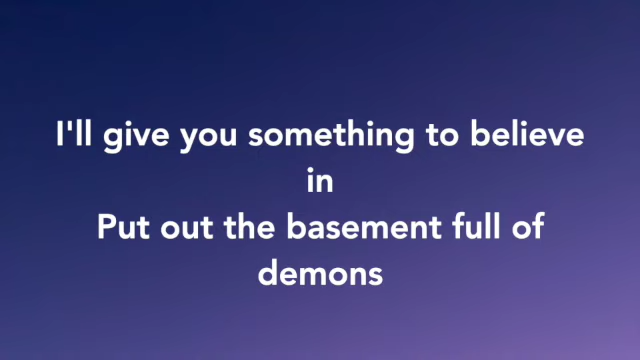 I'll give you something to believe
in
Put out the basement full of
demons